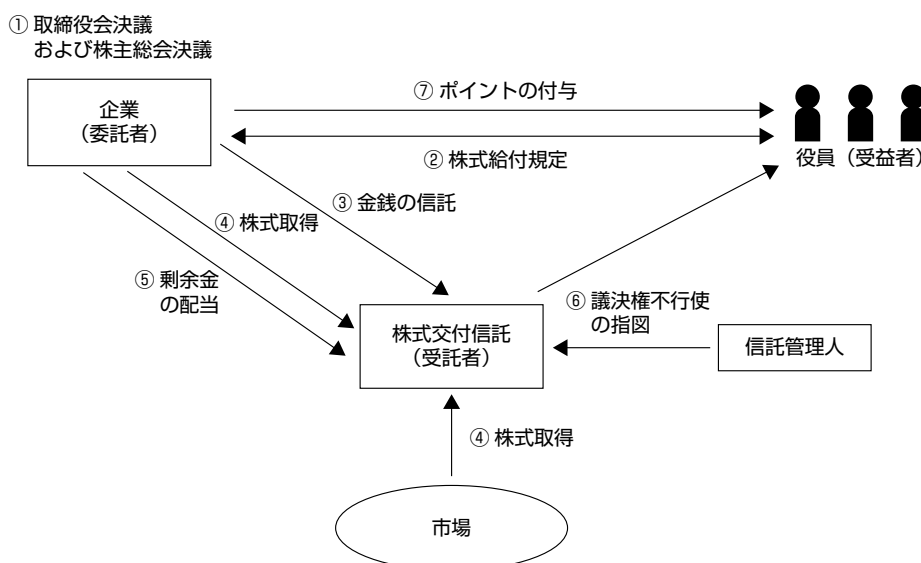 ① 取締役会決議
および株主総会決議
企業
（委託者）
⑦ ポイントの付与
② 株式給付規定
役員（受益者）
③ 金銭の信託
④ 株式取得
⑤ 剰余金
の配当
⑥ 議決権不行使
の指図
株式交付信託
（受託者）
信託管理人
④ 株式取得
市場